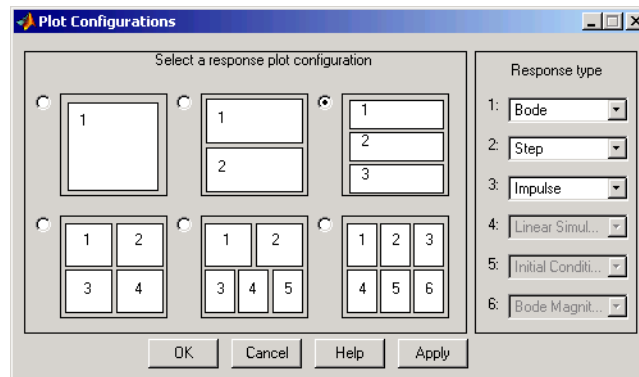 Plot Configurations
Select a response plot configuration
1
1
2
1
2
3
1 2
3 4
1 2
3 4 5
1 2 3
4 5 6
Response type
1: Bode
2: Step
3: Impulse
4: Linear Simul...
5: Initial Conditi...
6: Bode Magnit...
OK Cancel Help Apply